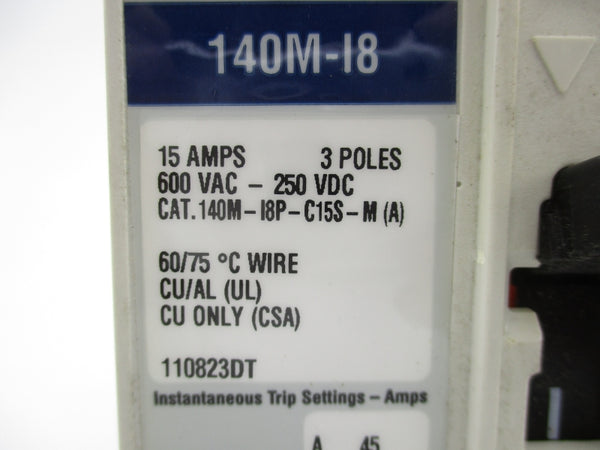 140M-I8
15 AMPS 3 POLES
600 VAC – 250 VDC
CAT.140M–I8P–C15S–M (A)
60/75 °C WIRE
CU/AL (UL)
CU ONLY (CSA)
110823DT
Instantaneous Trip Settings – Amps
A 45